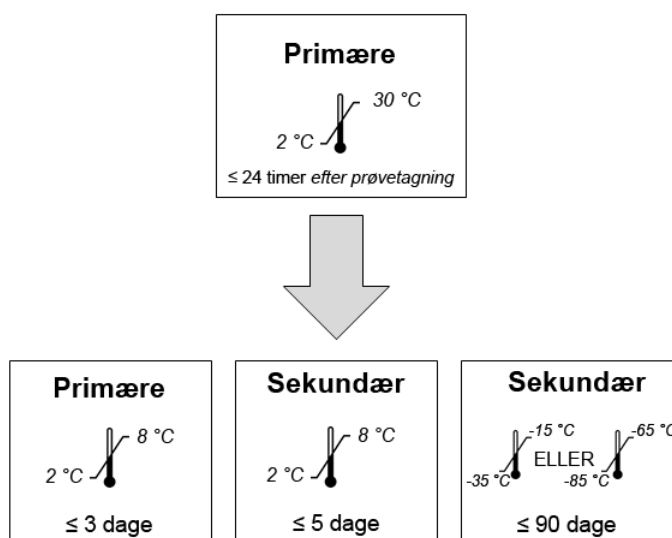 Primære
30 °C
2 °C
≤ 24 timer efter prøvetagning
Primære
8 °C
2 °C
≤ 3 dage
Sekundær
8 °C
2 °C
≤ 5 dage
Sekundær
-15 °C
-65 °C
ELLER
-35 °C
-85 °C
≤ 90 dage